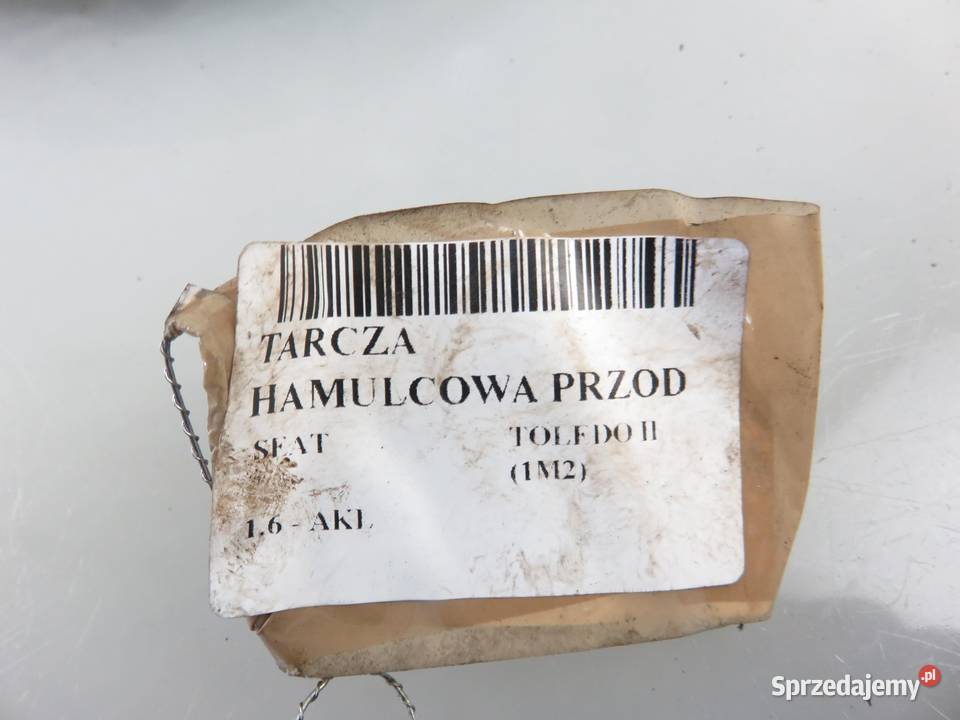 TARCZA
HAMULCOWA PRZOD
SEAT TOLEDO II
(1M2)
1.6 - AKL
Sprzedajemy.pl